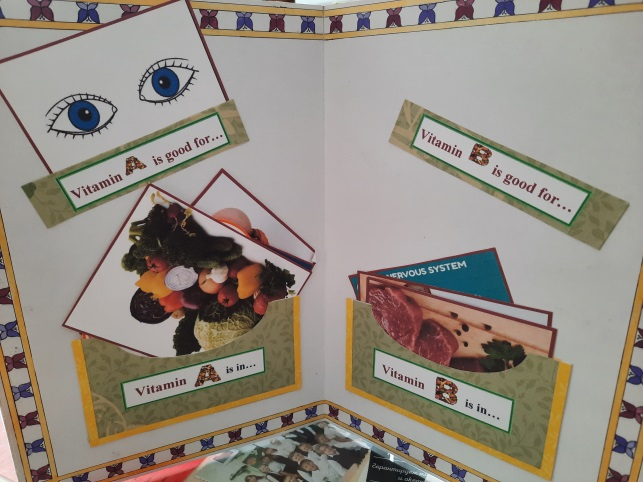 Vitamin A is good for...
Vitamin B is good for...
NERVOUS SYSTEM
Vitamin A is in...
Vitamin B is in...